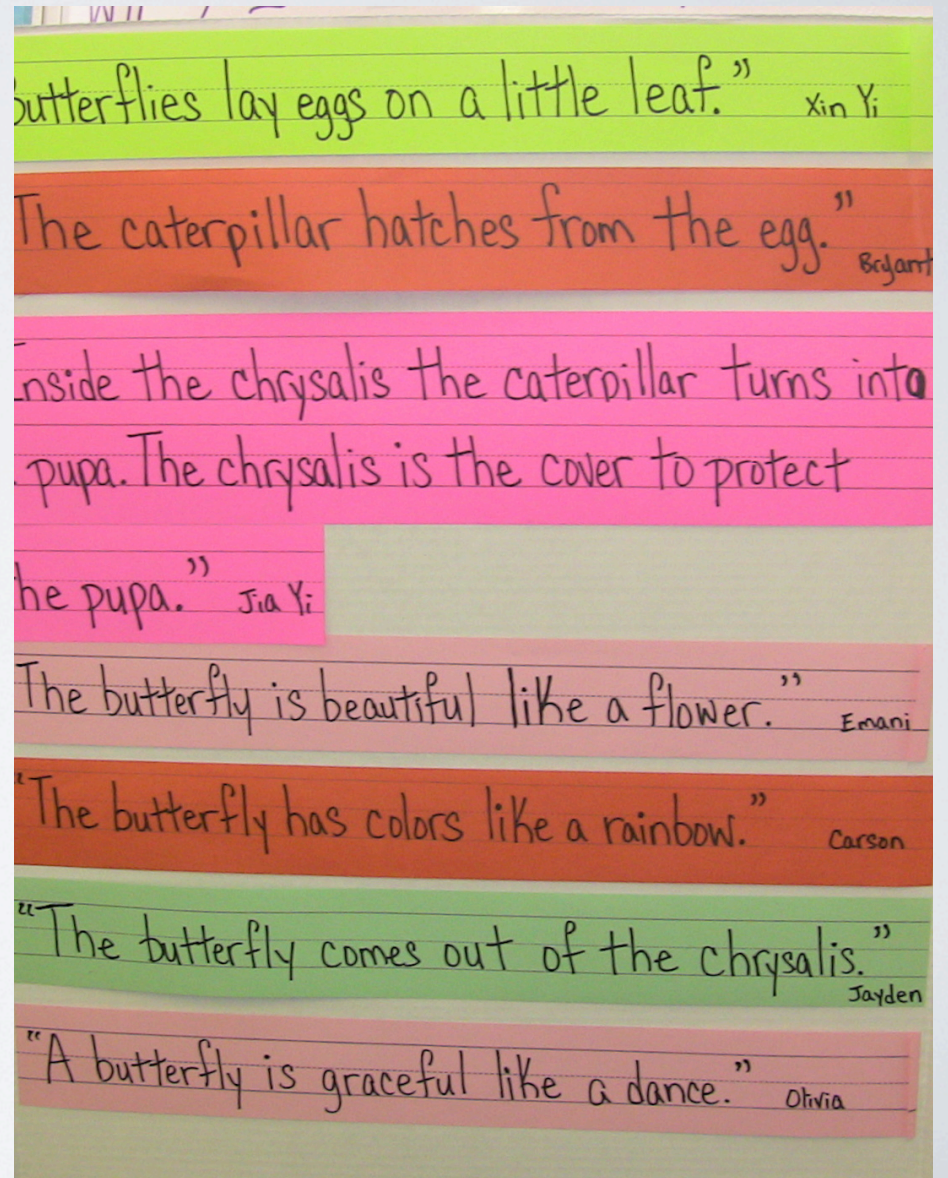 utterflies lay eggs on a little leaf.” Xin Yi
The caterpillar hatches from the egg.” Bryant
nside the chrysalis the caterpillar turns into
pupa. The chrysalis is the cover to protect
he pupa.” Jia Yi
The butterfly is beautiful like a flower.” Emani
“The butterfly has colors like a rainbow.” Carson
“The butterfly comes out of the chrysalis.”
Jayden
“A butterfly is graceful like a dance.” Olivia